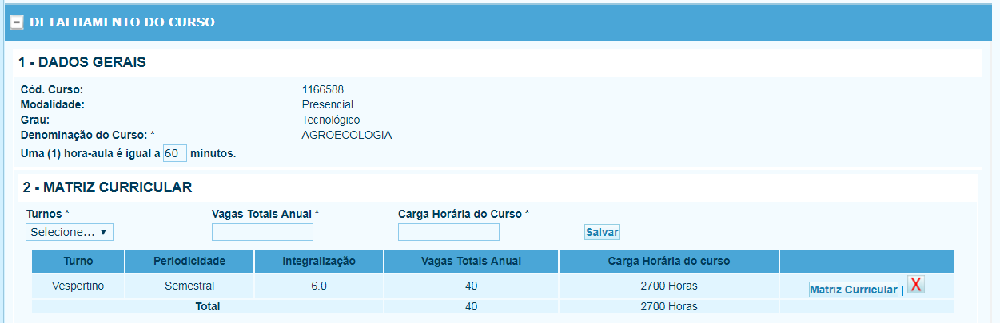 DETALHAMENTO DO CURSO
1 - DADOS GERAIS
Cód. Curso: 1166588
Modalidade: Presencial
Grau: Tecnológico
Denominação do Curso: * AGROECOLOGIA
Uma (1) hora-aula é igual a 60 minutos.
2 - MATRIZ CURRICULAR
Turnos * Vagas Totais Anual * Carga Horária do Curso *
Selecione... ▼ Salvar
Turno Periodicidade Integralização Vagas Totais Anual Carga Horária do curso
Vespertino Semestral 6.0 40 2700 Horas Matriz Curricular | X
Total 40 2700 Horas